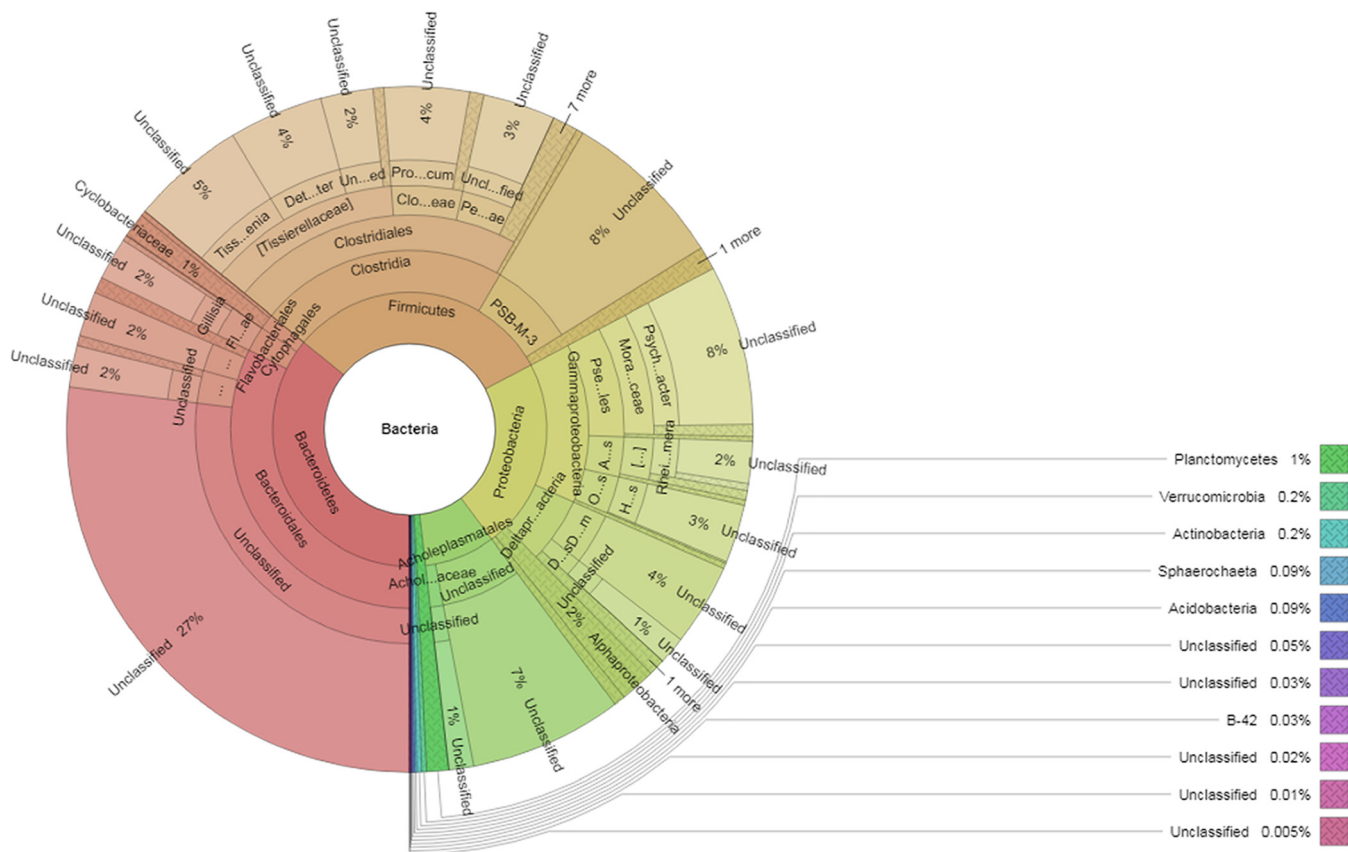 Unclassified
Unclassified
Unclassified
Unclassified
Unclassified
7 more
4%
2%
4%
3%
Unclassified
5%
Det...ter
Un...ed
Pro...cum
Uncl...fied
Clo...eae
Pe...ae
Tiss...enia
[Tissierellaceae]
Clostridiales
Clostridia
Firmicutes
PSB-M-3
8%
1 more
Cyclobacteriaceae 1%
Unclassified 2%
Gillisia
Fl...ae
Flavobacteriales
Cytophagales
Unclassified 2%
...
Unclassified 2%
Unclassified
...
Bacteria
Bacteroidetes
Bacteroidales
Unclassified
Unclassified 27%
Proteobacteria
Gammaproteobacteria
Pse...les
Mora...ceae
Psych...acter
8% Unclassified
A...s
[...]
Rhei...mera
2% Unclassified
O...s
H...s
3% Unclassified
Deltapr...acteria
D...s
D...m
4% Unclassified
Unclassified
1% Unclassified
1 more
2% Alphaproteobacteria
Acholeplasmatales
Achol...aceae
Unclassified
Unclassified
7% Unclassified
1% Unclassified
Planctomycetes 1%
Verrucomicrobia 0.2%
Actinobacteria 0.2%
Sphaerochaeta 0.09%
Acidobacteria 0.09%
Unclassified 0.05%
Unclassified 0.03%
B-42 0.03%
Unclassified 0.02%
Unclassified 0.01%
Unclassified 0.005%